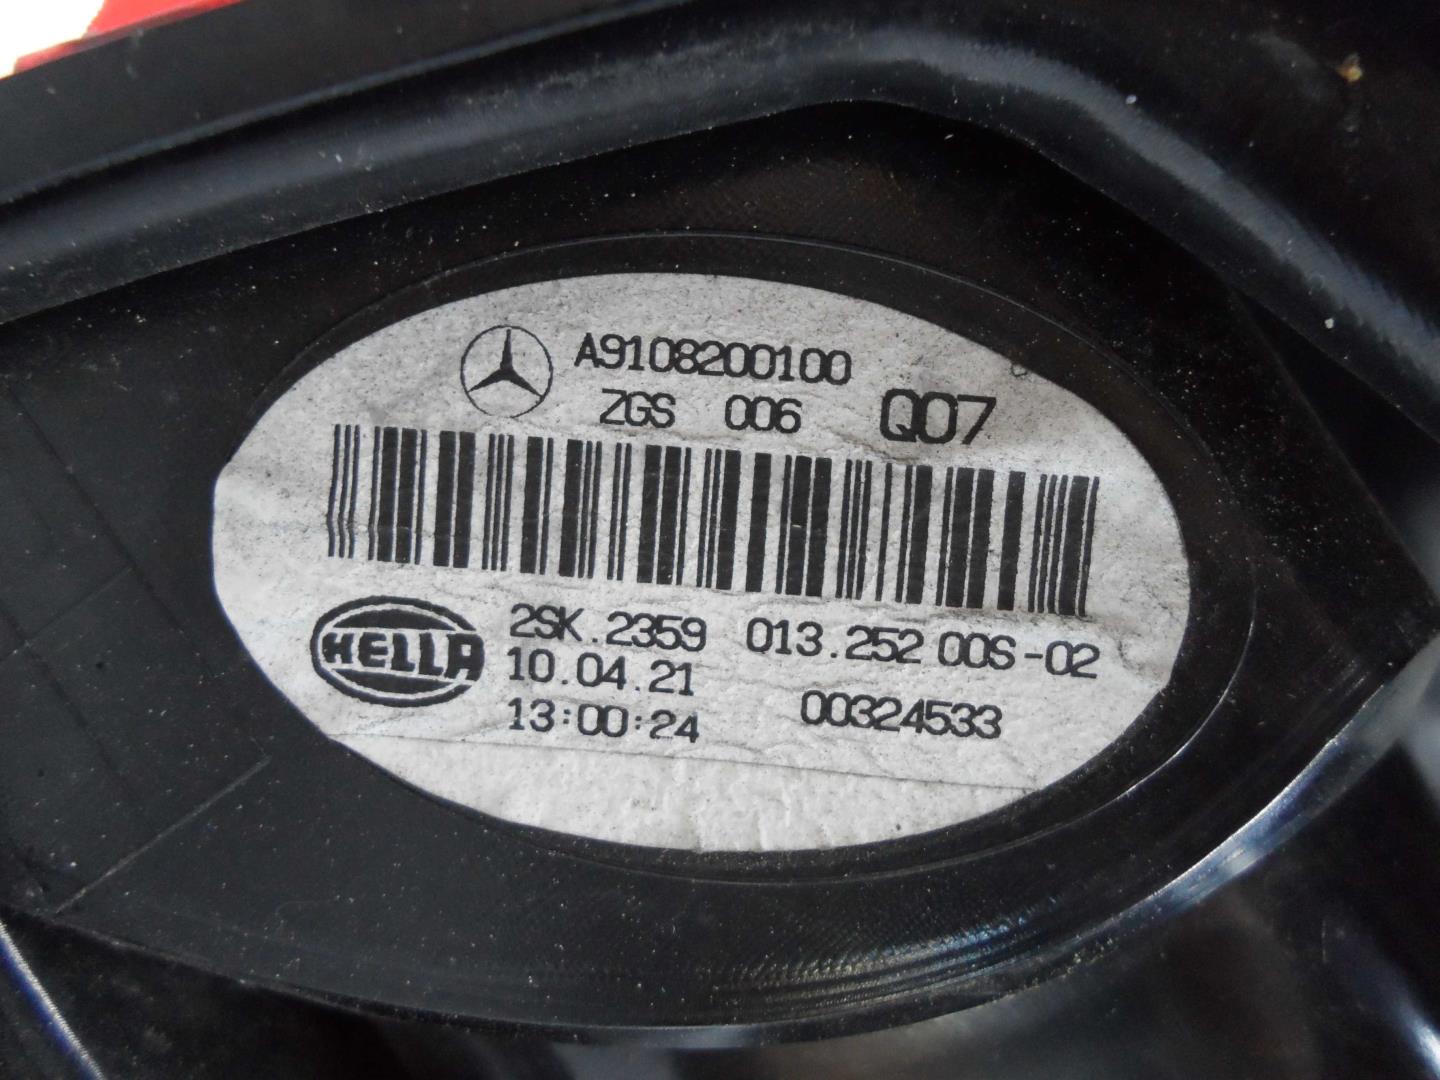 A9108200100
ZGS 006 Q07
HELLA
2SK.2359 013.252 00S-02
10.04.21
13:00:24 00324533